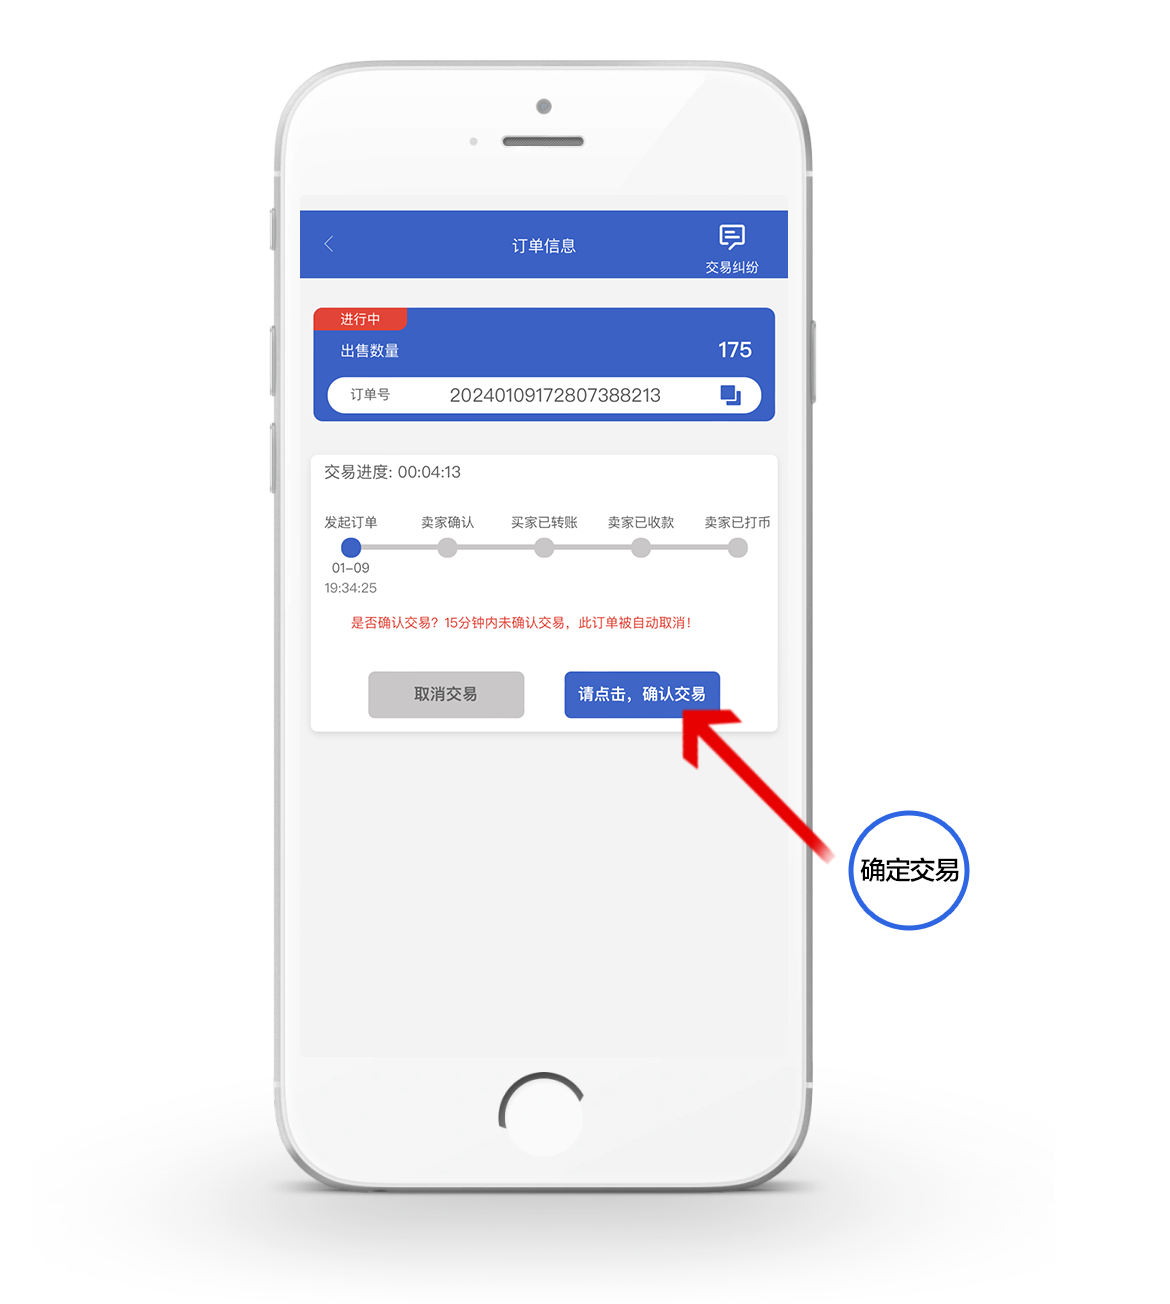 订单信息
交易纠纷
进行中
出售数量 175
订单号 20240109172807388213
交易进度: 00:04:13
发起订单 卖家确认 买家已转账 卖家已收款 卖家已打币
01-09
19:34:25
是否确认交易？15分钟内未确认交易，此订单被自动取消！
取消交易 请点击，确认交易
确定交易